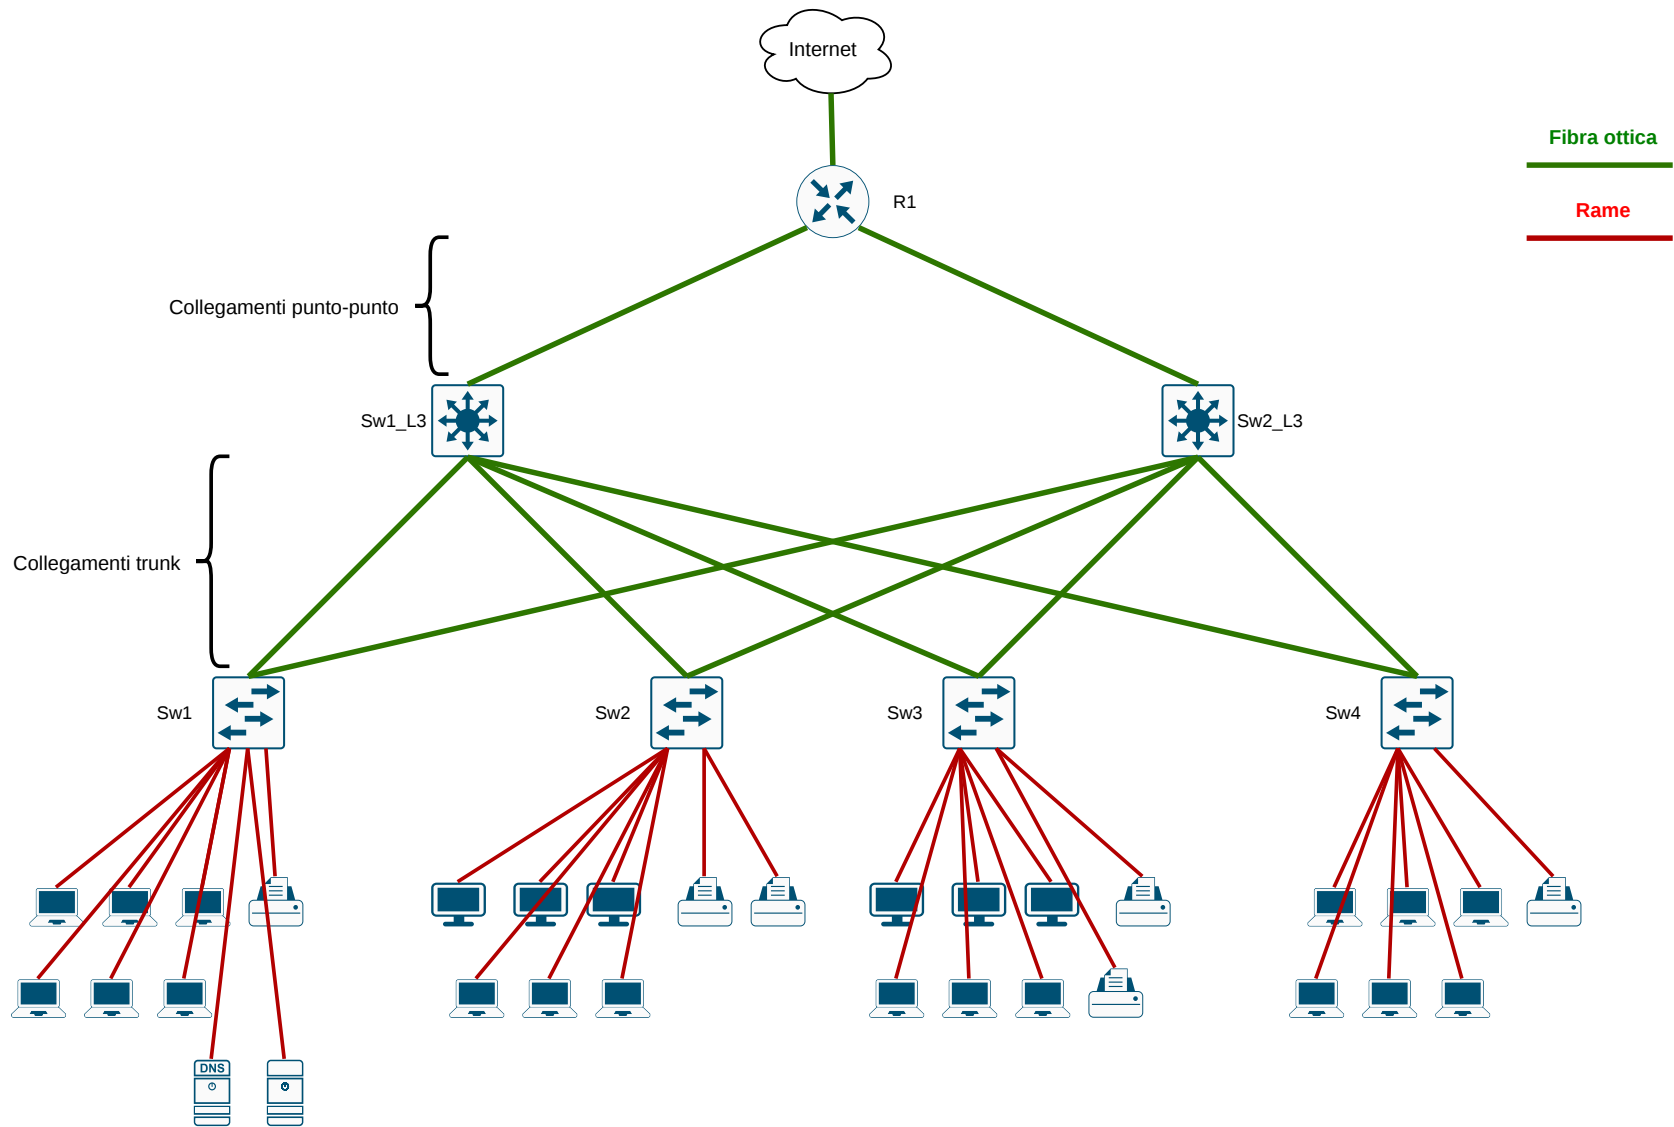 Internet
Fibra ottica
R1
Rame
Collegamenti punto-punto
Sw1_L3
Sw2_L3
Collegamenti trunk
Sw1
Sw2
Sw3
Sw4
DNS